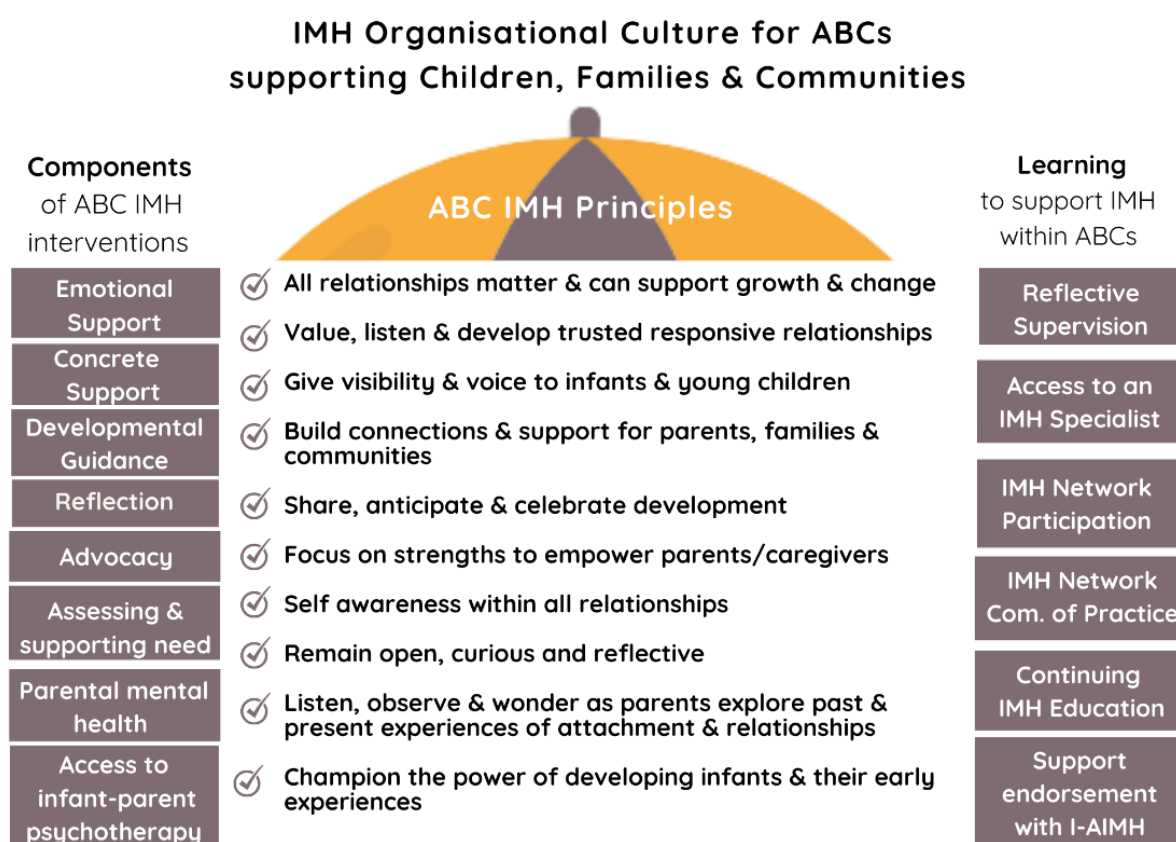 IMH Organisational Culture for ABCs
supporting Children, Families & Communities
Components
of ABC IMH
interventions
Emotional
Support
Concrete
Support
Developmental
Guidance
Reflection
Advocacy
Assessing &
supporting need
Parental mental
health
Access to
infant-parent
psychotherapy
ABC IMH Principles
All relationships matter & can support growth & change
Value, listen & develop trusted responsive relationships
Give visibility & voice to infants & young children
Build connections & support for parents, families &
communities
Share, anticipate & celebrate development
Focus on strengths to empower parents/caregivers
Self awareness within all relationships
Remain open, curious and reflective
Listen, observe & wonder as parents explore past &
present experiences of attachment & relationships
Champion the power of developing infants & their early
experiences
Learning
to support IMH
within ABCs
Reflective
Supervision
Access to an
IMH Specialist
IMH Network
Participation
IMH Network
Com. of Practice
Continuing
IMH Education
Support
endorsement
with I-AIMH